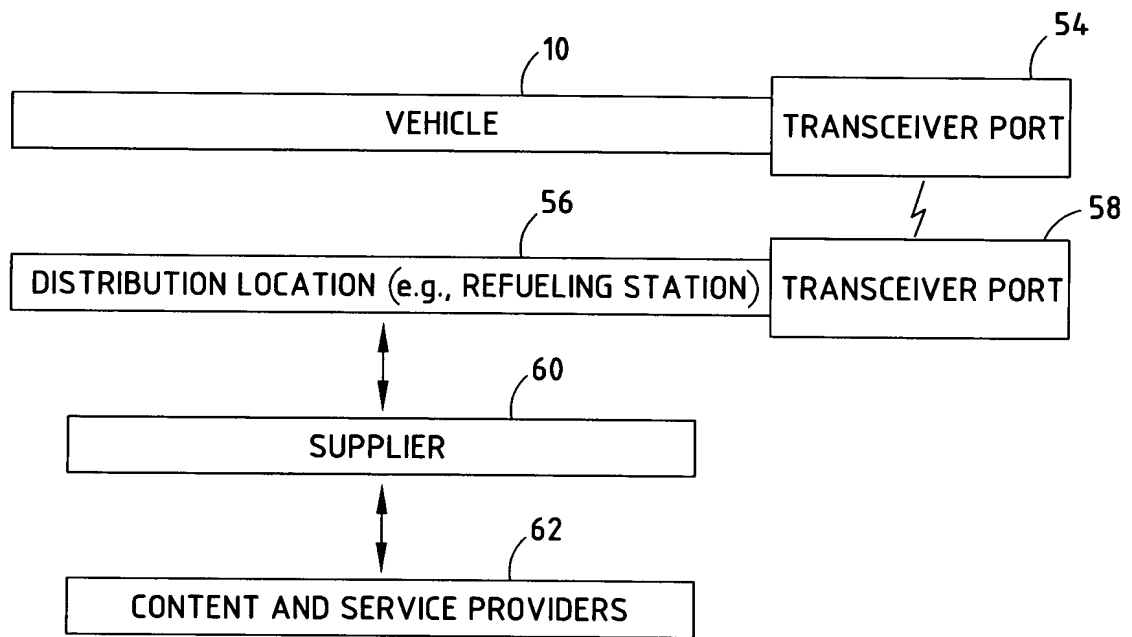 10
54
VEHICLE
TRANSCEIVER PORT
56
58
DISTRIBUTION LOCATION (e.g., REFUELING STATION)
TRANSCEIVER PORT
60
SUPPLIER
62
CONTENT AND SERVICE PROVIDERS